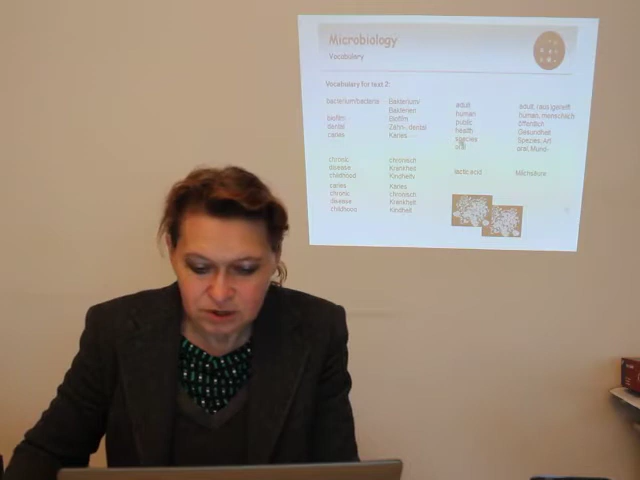 Microbiology
Vocabulary
Vocabulary for test 2:
bacterium/bacteria Bakterium/
Bakterien
biofilm Biofilm
dental Zahn-, dental
caries Karies
chronic chronisch
disease Krankheit
childhood Kindheit
caries Karies
chronic chronisch
disease Krankheit
childhood Kindheit
adult adult, (aus)gereift
human human, menschlich
public öffentlich
health Gesundheit
species Spezies, Art
oral oral, Mund-
lactic acid Milchsäure